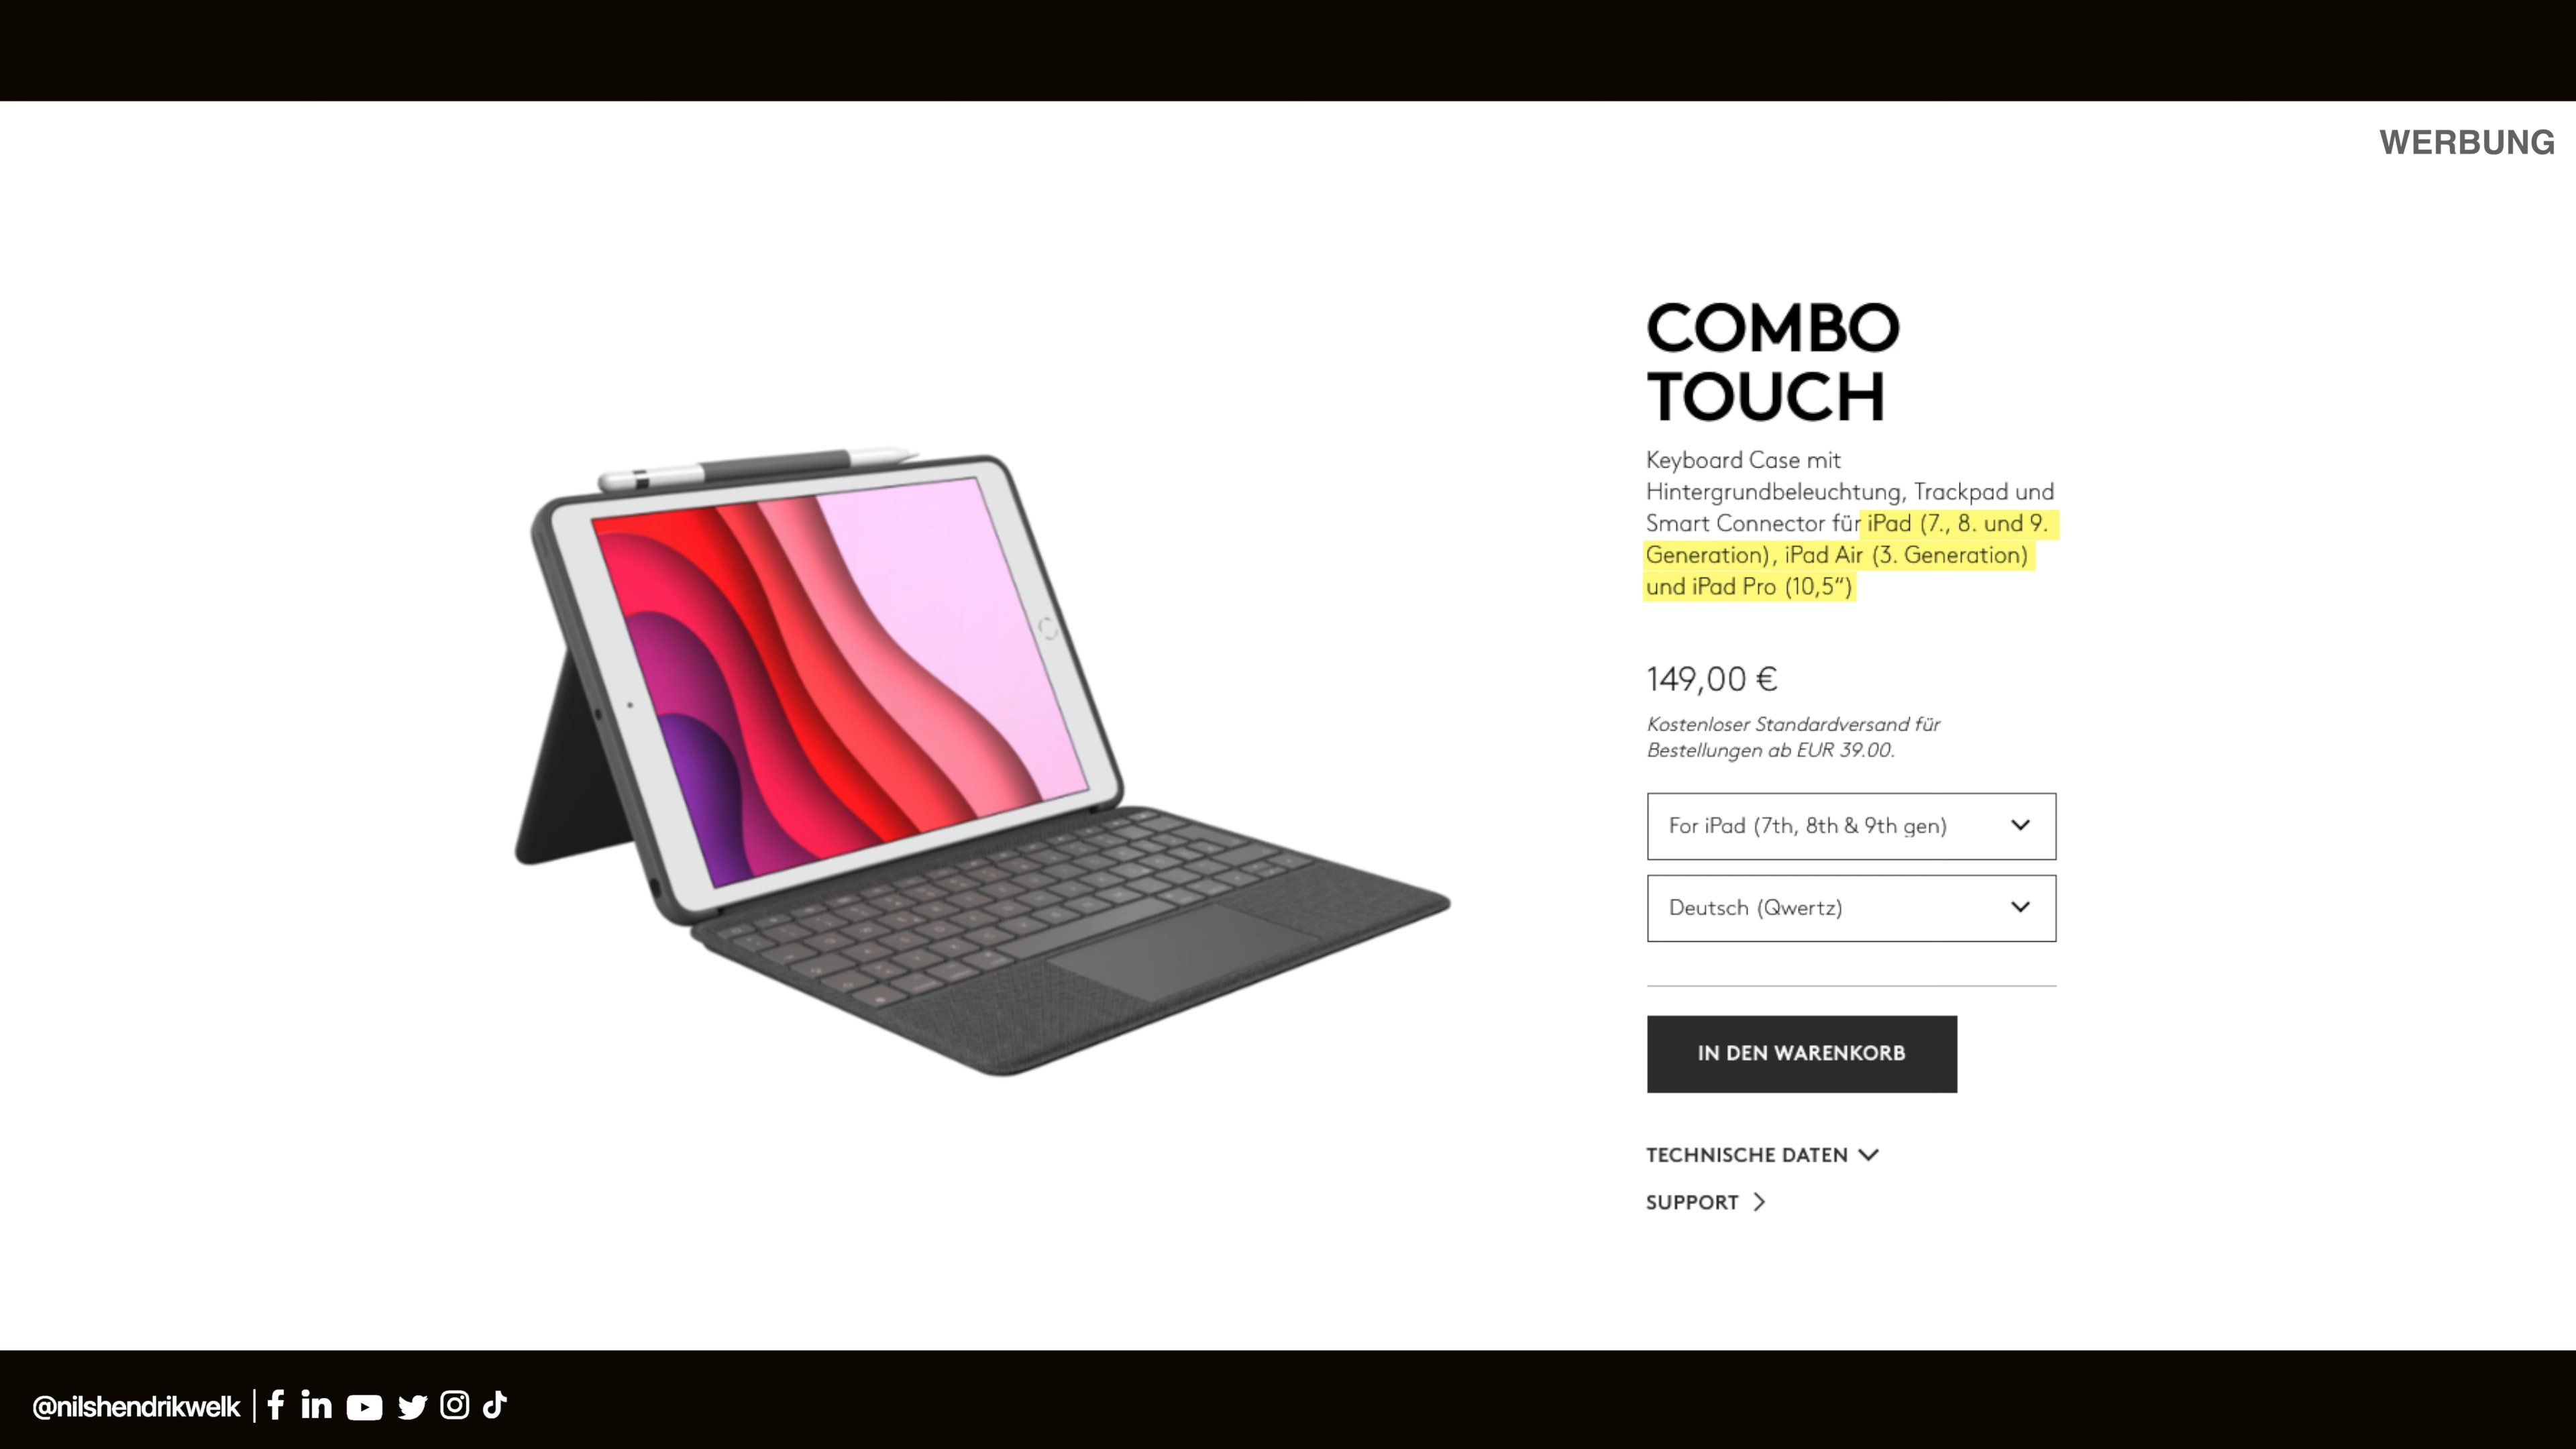 WERBUNG
COMBO
TOUCH
Keyboard Case mit
Hintergrundbeleuchtung, Trackpad und
Smart Connector für iPad (7., 8. und 9.
Generation), iPad Air (3. Generation)
und iPad Pro (10,5“)
149,00 €
Kostenloser Standardversand für
Bestellungen ab EUR 39.00.
For iPad (7th, 8th & 9th gen)
Deutsch (Qwertz)
IN DEN WARENKORB
TECHNISCHE DATEN
SUPPORT
@nilshendrikwelk